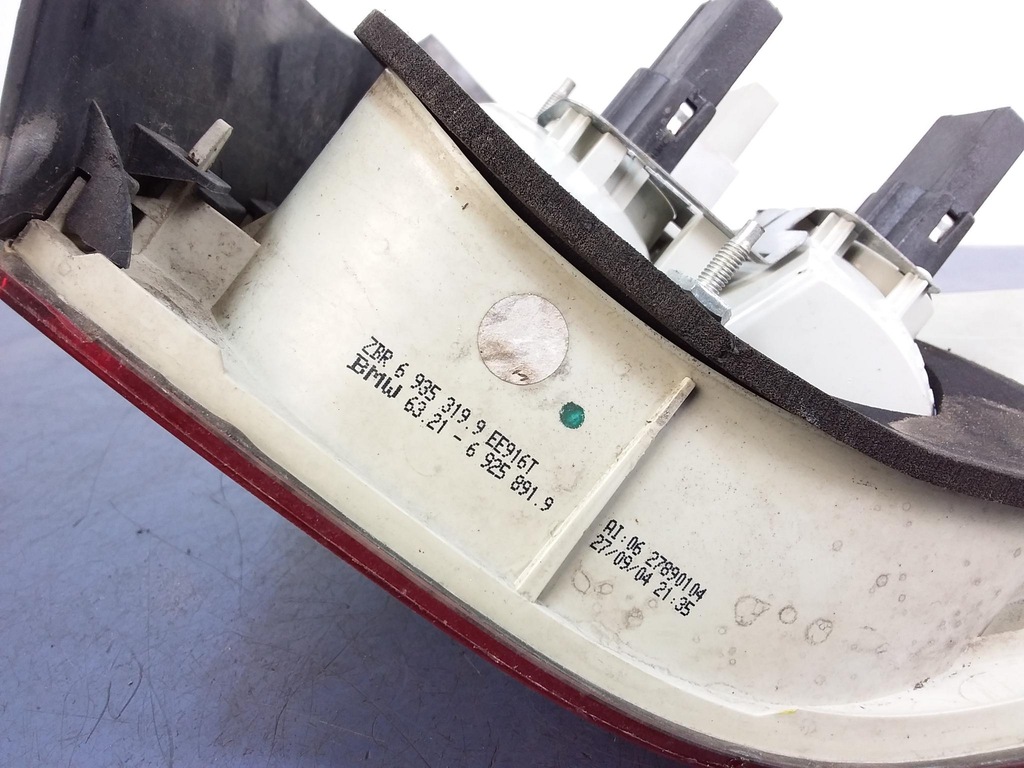 ZBR 6 935 319.9 EE916T
BMW 63.21 - 6 925 891.9
AI:06 27890104
27/09/04 21:35